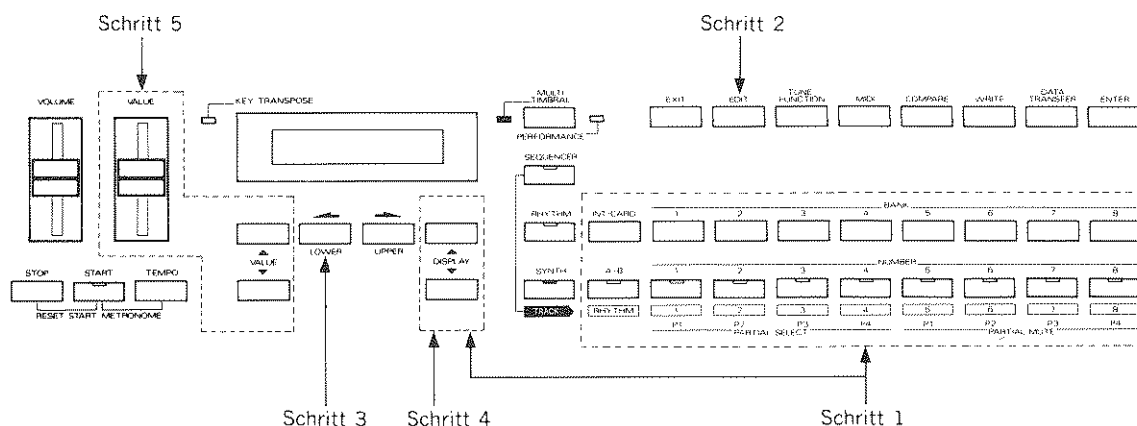 Schritt 5
Schritt 2
VOLUME
VALUE
KEY TRANSPOSE
MULTI
TIMBRAL
PERFORMANCE
EXIT
EDIT
TUNE
FUNCTION
MIDI
COMPARE
WRITE
DATA
TRANSFER
ENTER
SEQUENCER
BANK
RHYTHM
INT-CARD
1 2 3 4 5 6 7 8
VALUE
LOWER
UPPER
DISPLAY
NUMBER
STOP
START
TEMPO
RESET START METRONOME
SYNTH
A-B
1 2 3 4 5 6 7 8
TRACK
RHYTHM
1 2 3 4 5 6 7 8
P1 P2 P3 P4 P1 P2 P3 P4
PARTIAL SELECT
PARTIAL MUTE
Schritt 3
Schritt 4
Schritt 1